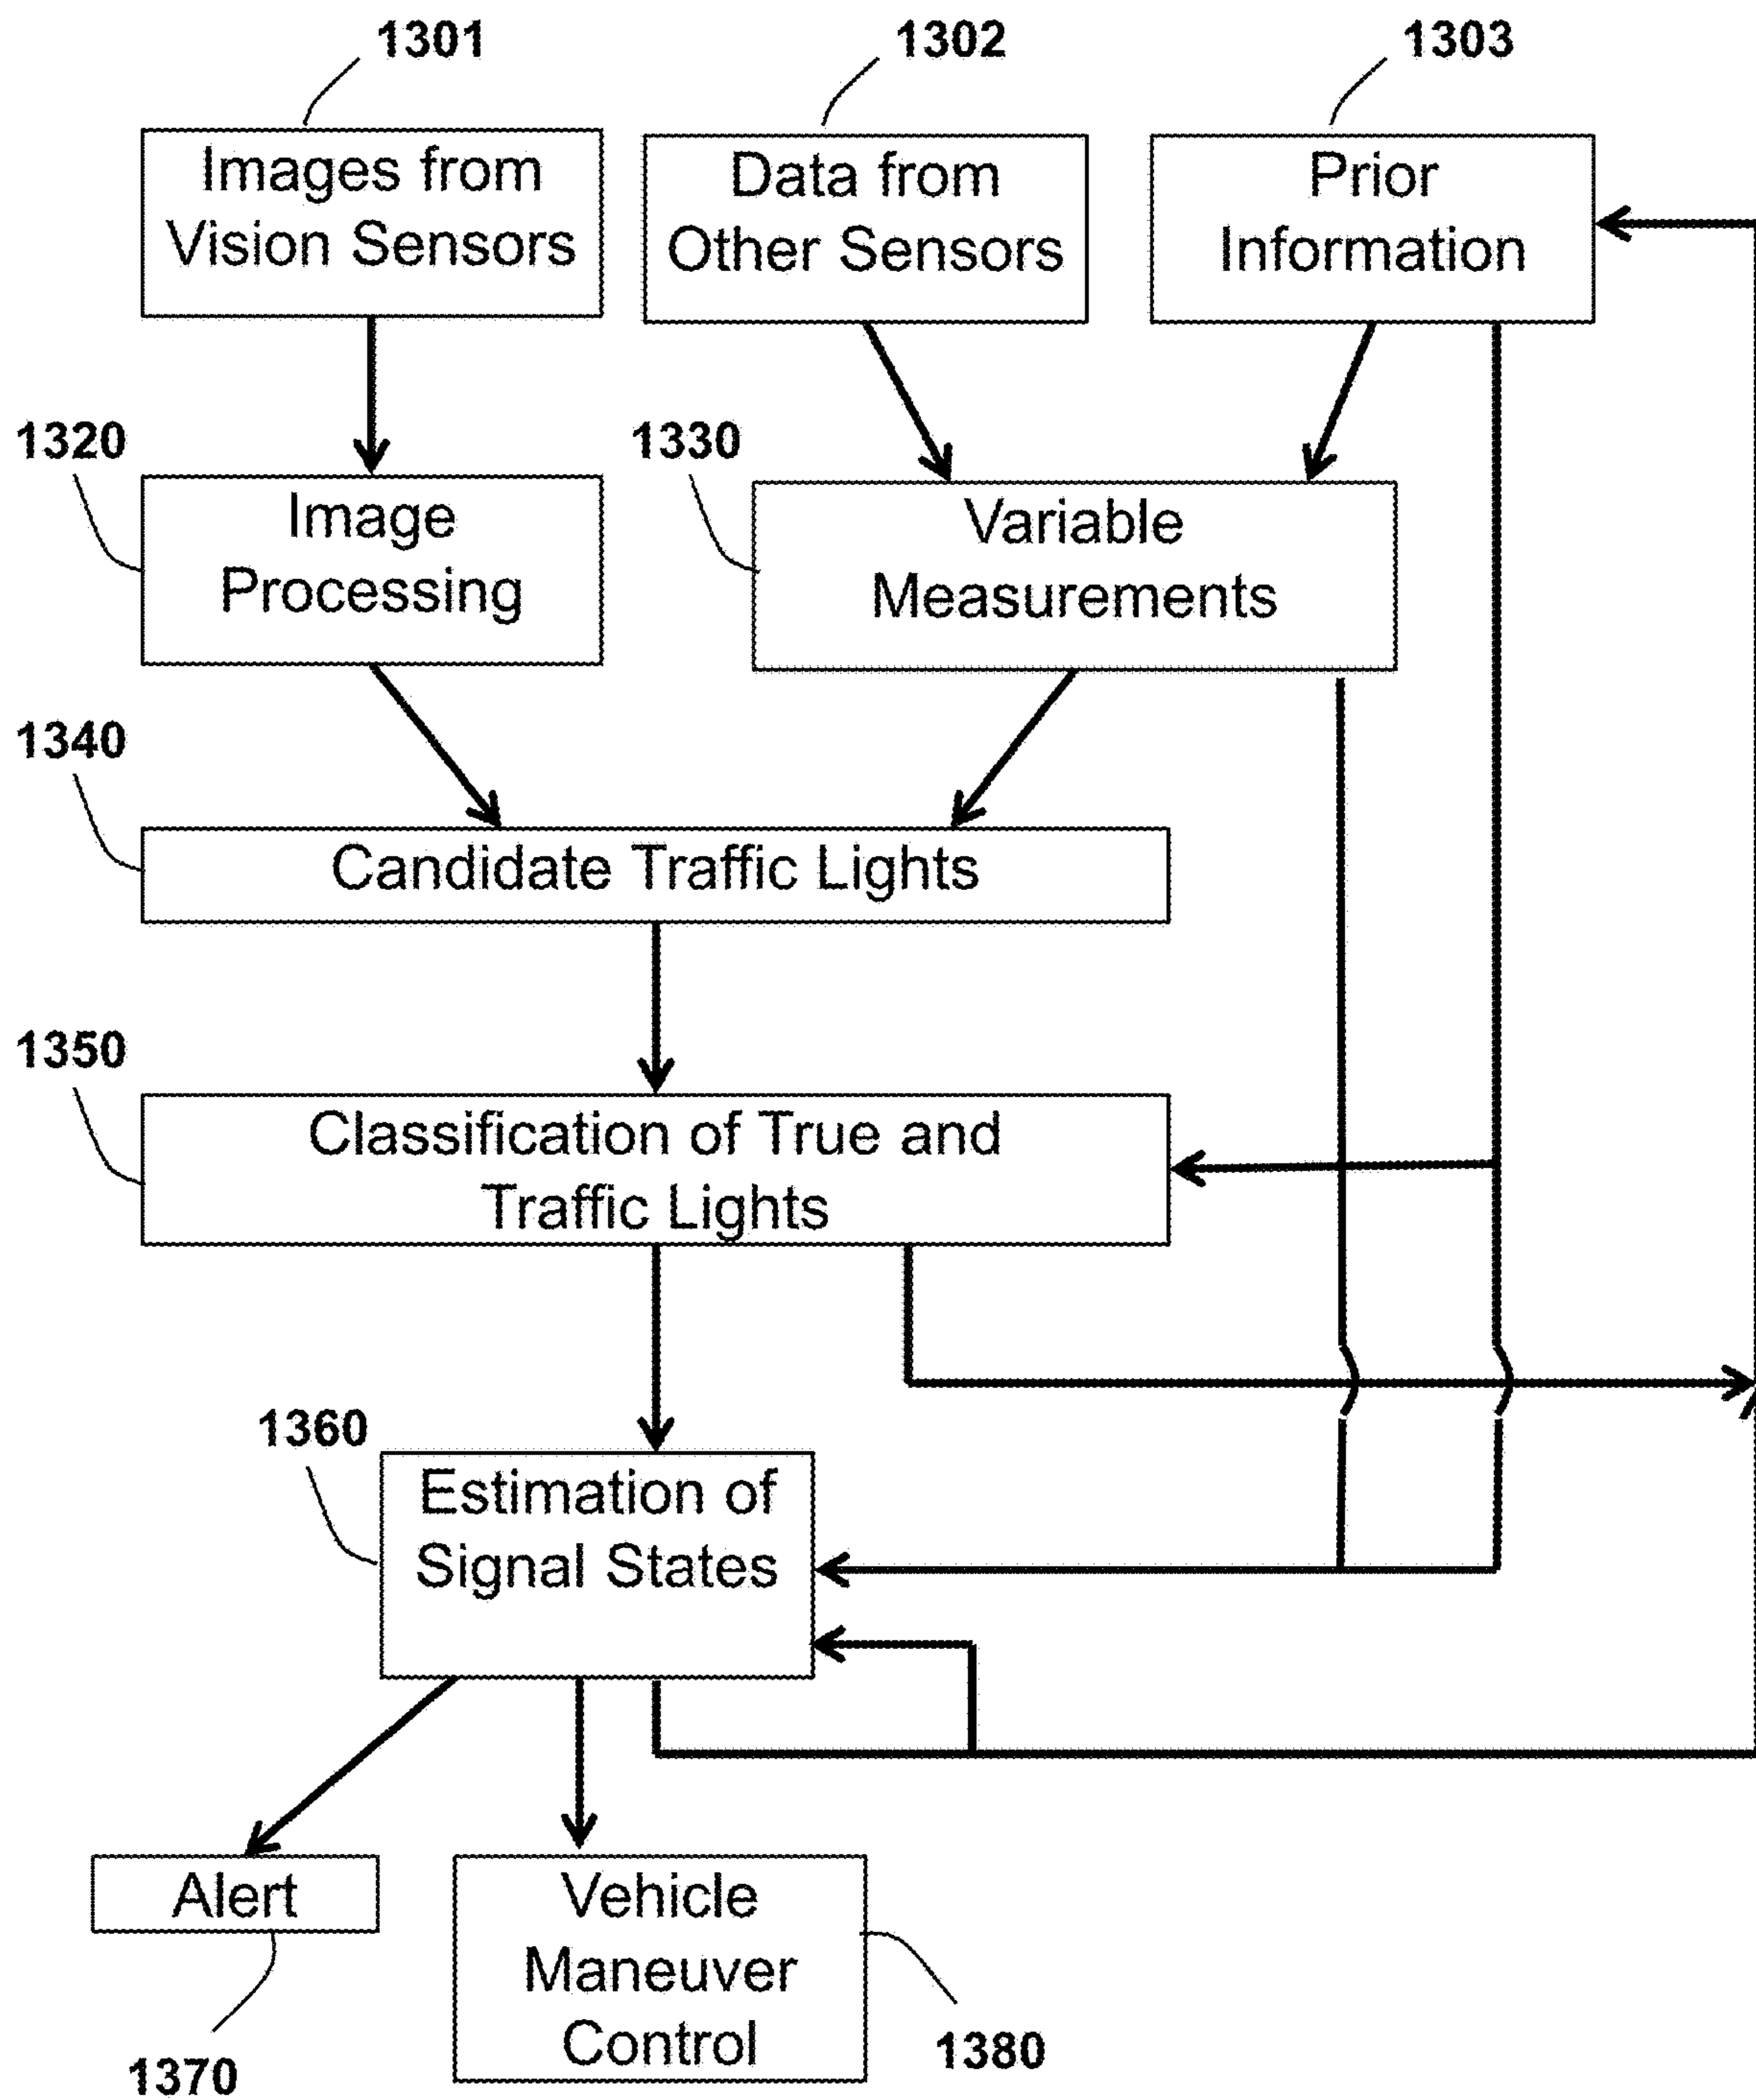 1301
1302
1303
Images from
Vision Sensors
Data from
Other Sensors
Prior
Information
1320
1330
Image
Processing
Variable
Measurements
1340
Candidate Traffic Lights
1350
Classification of True and
Traffic Lights
1360
Estimation of
Signal States
Alert
Vehicle
Maneuver
Control
1370
1380